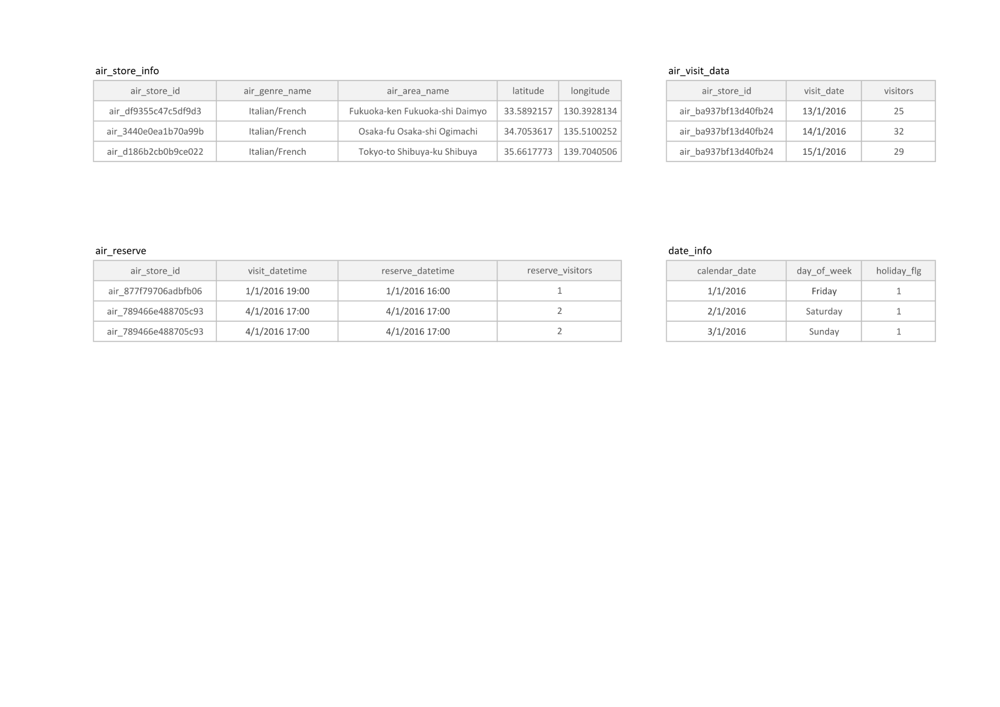 air_store_info
air_store_id air_genre_name air_area_name latitude longitude
air_df9355c47c5df9d3 Italian/French Fukuoka-ken Fukuoka-shi Daimyo 33.5892157 130.3928134
air_3440e0ea1b70a99b Italian/French Osaka-fu Osaka-shi Ogimachi 34.7053617 135.5100252
air_d186b2cb0b9ce022 Italian/French Tokyo-to Shibuya-ku Shibuya 35.6617773 139.7040506
air_visit_data
air_store_id visit_date visitors
air_ba937bf13d40fb24 13/1/2016 25
air_ba937bf13d40fb24 14/1/2016 32
air_ba937bf13d40fb24 15/1/2016 29
air_reserve
air_store_id visit_datetime reserve_datetime reserve_visitors
air_877f79706adbfb06 1/1/2016 19:00 1/1/2016 16:00 1
air_789466e488705c93 4/1/2016 17:00 4/1/2016 17:00 2
air_789466e488705c93 4/1/2016 17:00 4/1/2016 17:00 2
date_info
calendar_date day_of_week holiday_flg
1/1/2016 Friday 1
2/1/2016 Saturday 1
3/1/2016 Sunday 1